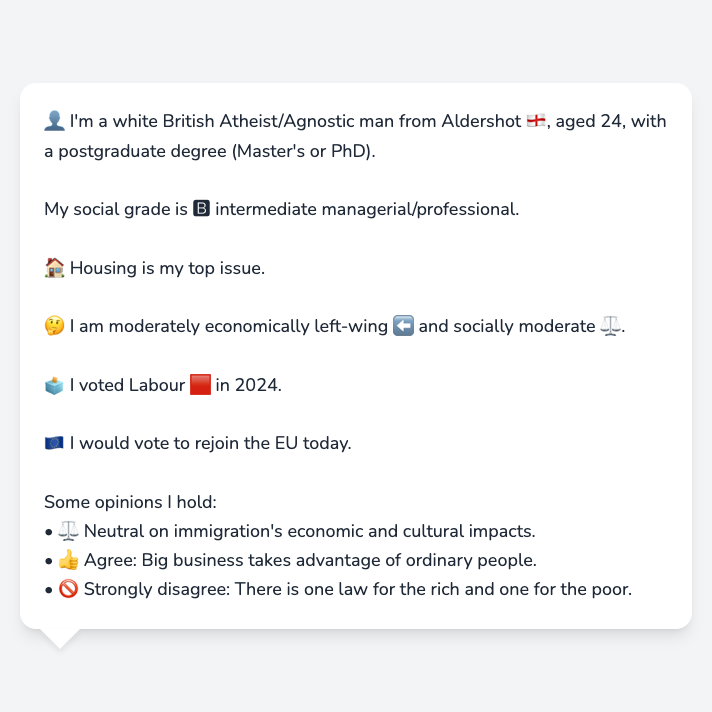 👤 I'm a white British Atheist/Agnostic man from Aldershot 🏴󠁧󠁢󠁥󠁮󠁧󠁿, aged 24, with
a postgraduate degree (Master's or PhD).
My social grade is 🅱 intermediate managerial/professional.
🏠 Housing is my top issue.
🤔 I am moderately economically left-wing ⬅️ and socially moderate ⚖️.
🗳️ I voted Labour 🟥 in 2024.
🇪🇺 I would vote to rejoin the EU today.
Some opinions I hold:
• ⚖️ Neutral on immigration's economic and cultural impacts.
• 👍 Agree: Big business takes advantage of ordinary people.
• 🚫 Strongly disagree: There is one law for the rich and one for the poor.